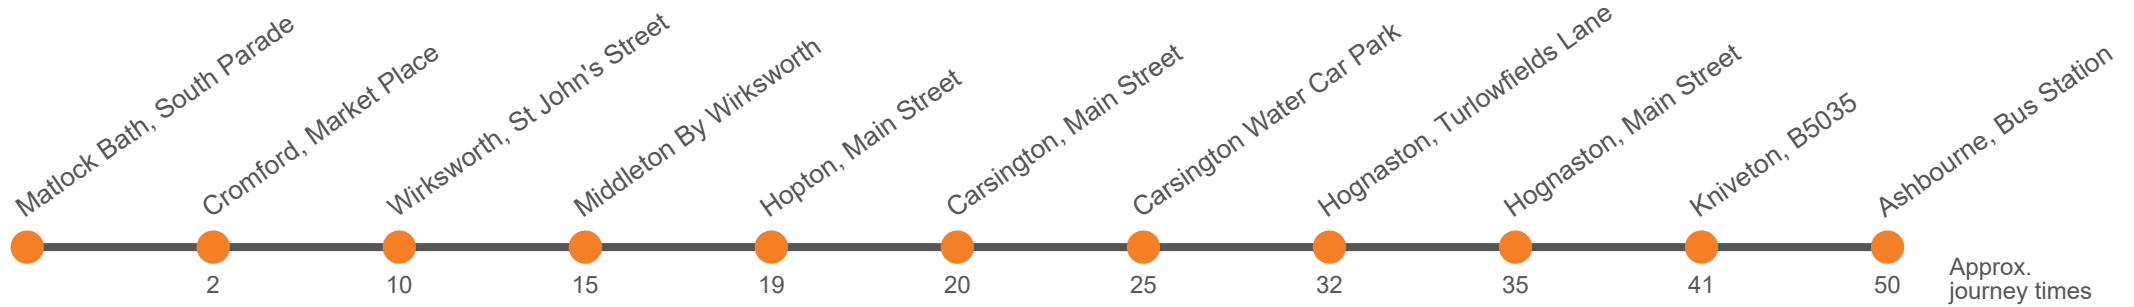 Matlock Bath, South Parade
Cromford, Market Place
Wirksworth, St John's Street
Middleton By Wirksworth
Hopton, Main Street
Carsington, Main Street
Carsington Water Car Park
Hognaston, Turlowfields Lane
Hognaston, Main Street
Kniveton, B5035
Ashbourne, Bus Station
2
10
15
19
20
25
32
35
41
50
Approx.
journey times